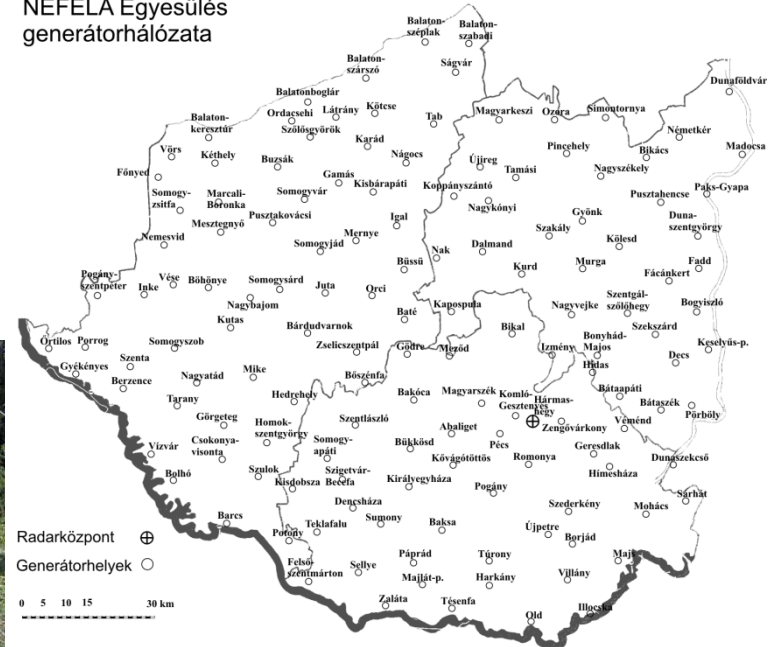 NEFELA Egyesülés
generátorhálózata
Balaton-
széplak
Balaton-
szabadi
Balaton-
szárszó
Ságvár
Dunaföldvár
Balatonboglár
Ordacsehi
Látrány
Kötcse
Tab
Magyarkeszi
Ozora
Simontornya
Balaton-
keresztúr
Szőlősgyörök
Németkér
Vörs
Kéthely
Buzsák
Karád
Nágocs
Pincehely
Bikács
Madocsa
Főnyed
Gamás
Kisbárapáti
Újireg
Tamási
Nagyszékely
Somogy-
zsitfa
Marcali-
Boronka
Somogyvár
Koppányszántó
Pusztahencse
Paks-Gyapa
Mesztegnyő
Pusztakovácsi
Igal
Nagykónyi
Gyönk
Duna-
szentgyörgy
Nemesvid
Somogyjád
Mernye
Szakály
Kölesd
Nak
Dalmand
Büssü
Kurd
Murga
Fácánkert
Fadd
Pogány-
szentpéter
Inke
Vése
Böhönye
Somogysárd
Juta
Orci
Nagybajom
Kutas
Baté
Kapospula
Nagyvejke
Szentgál-
szőlőhegy
Bogyiszló
Bárdudvarnok
Bikal
Bonyhád-
Majos
Szekszárd
Keselyűs-p.
Őrtilos
Porrog
Somogyszob
Zselicszentpál
Gödre
Meződ
Izmény
Hidas
Decs
Gyékényes
Szenta
Berzence
Nagyatád
Mike
Bőszénfa
Tarany
Hedrehely
Bakóca
Magyarszék
Komló-
Gesztenyés
Hármas-
hegy
Bátaapáti
Bátaszék
Pörböly
Görgeteg
Homok-
szentgyörgy
Szentlászló
Abaliget
Pécs
Zengővárkony
Véménd
Vízvár
Csokonya-
visonta
Somogy-
apáti
Bükkösd
Kővágótöttös
Romonya
Geresdlak
Dunaszekcső
Bolhó
Szulok
Kisdobsza
Szigetvár-
Becefa
Királyegyháza
Pogány
Himesháza
Sárhát
Dencsháza
Szederkény
Mohács
Barcs
Potony
Teklafalu
Sumony
Baksa
Újpetre
Borjád
Radarközpont
Generátorhelyek
Felső-
szentmárton
Sellye
Páprád
Túrony
Majs
Majlát-p.
Harkány
Villány
Zaláta
Tésenfa
Old
Illocska
0 5 10 15 30 km